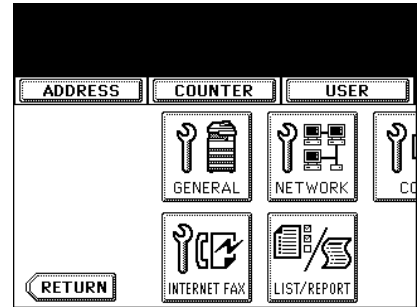 ADDRESS COUNTER USER
GENERAL NETWORK
INTERNET FAX LIST/REPORT
RETURN